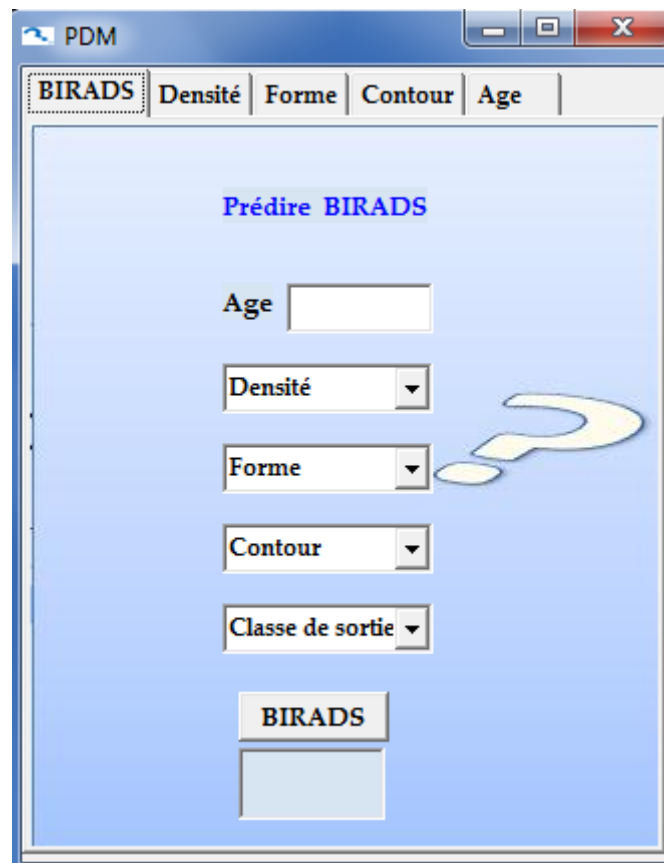 PDM
BIRADS Densité Forme Contour Age
Prédire BIRADS
Age
Densité
Forme
Contour
Classe de sortie
BIRADS